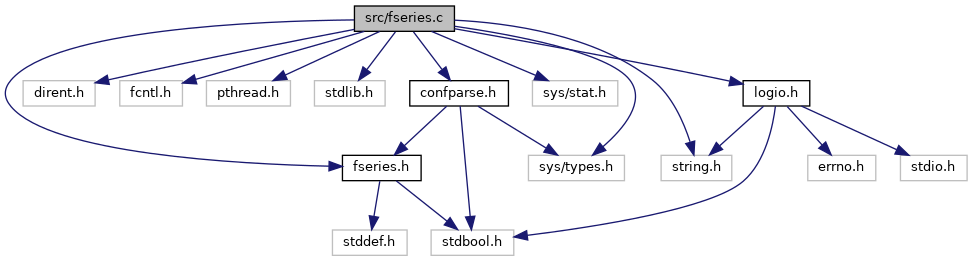 src/fseries.c
dirent.h
fcntl.h
pthread.h
stdlib.h
confparse.h
sys/stat.h
logio.h
fseries.h
sys/types.h
string.h
errno.h
stdio.h
stddef.h
stdbool.h